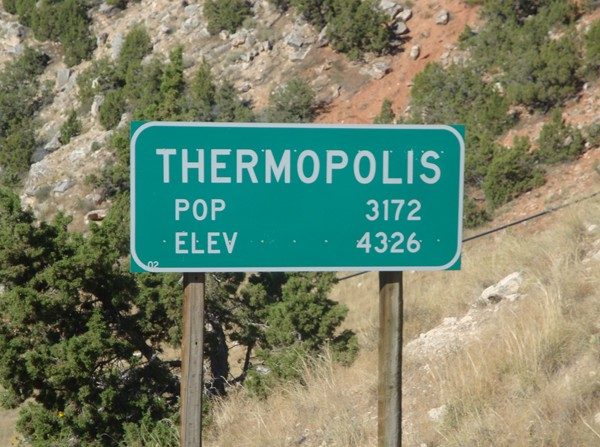 THERMOPOLIS
POP 3172
ELEV 4326
02